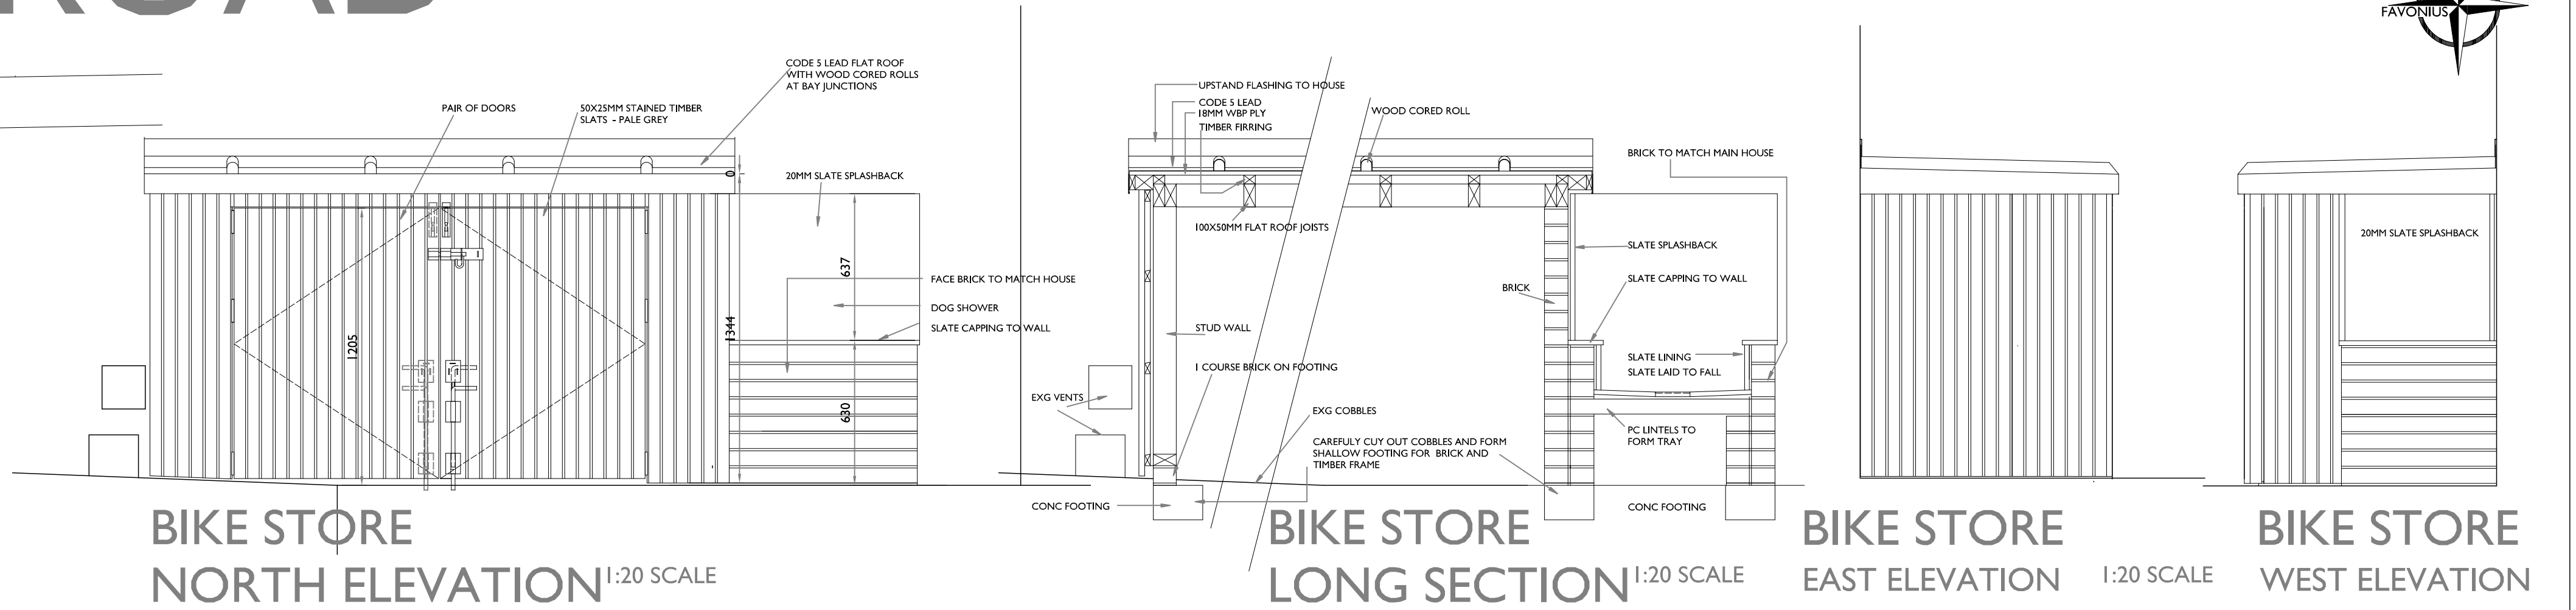 ROAD
FAVONIUS
CODE 5 LEAD FLAT ROOF
WITH WOOD CORED ROLLS
AT BAY JUNCTIONS
PAIR OF DOORS
50X25MM STAINED TIMBER
SLATS - PALE GREY
0
20MM SLATE SPLASHBACK
637
FACE BRICK TO MATCH HOUSE
DOG SHOWER
SLATE CAPPING TO WALL
1344
1205
630
BIKE STORE
NORTH ELEVATION 1:20 SCALE
UPSTAND FLASHING TO HOUSE
CODE 5 LEAD
18MM WBP PLY
TIMBER FIRRING
WOOD CORED ROLL
BRICK TO MATCH MAIN HOUSE
100X50MM FLAT ROOF JOISTS
SLATE SPLASHBACK
SLATE CAPPING TO WALL
BRICK
STUD WALL
SLATE LINING
SLATE LAID TO FALL
1 COURSE BRICK ON FOOTING
EXG VENTS
EXG COBBLES
CAREFULY CUY OUT COBBLES AND FORM
SHALLOW FOOTING FOR BRICK AND
TIMBER FRAME
PC LINTELS TO
FORM TRAY
CONC FOOTING
CONC FOOTING
BIKE STORE
LONG SECTION 1:20 SCALE
BIKE STORE
EAST ELEVATION 1:20 SCALE
20MM SLATE SPLASHBACK
BIKE STORE
WEST ELEVATION